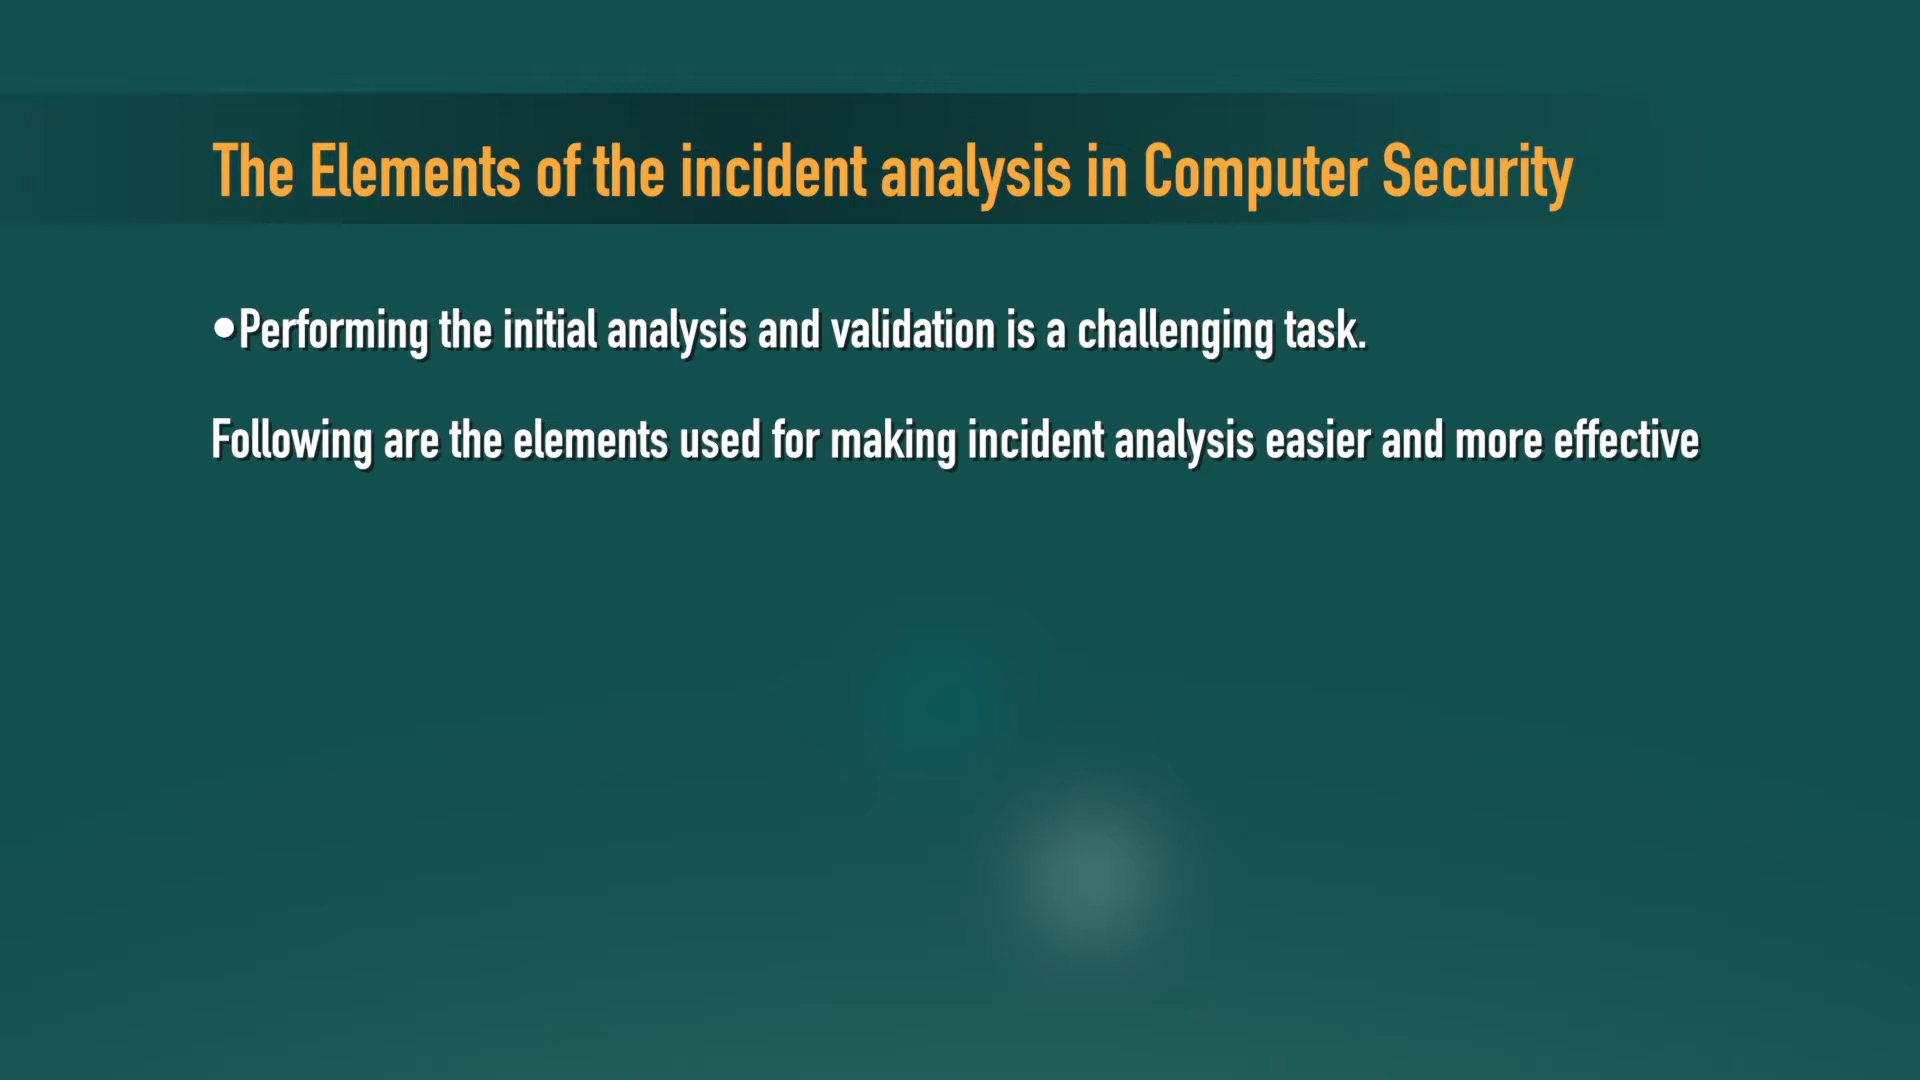 The Elements of the incident analysis in Computer Security
•Performing the initial analysis and validation is a challenging task.
Following are the elements used for making incident analysis easier and more effective